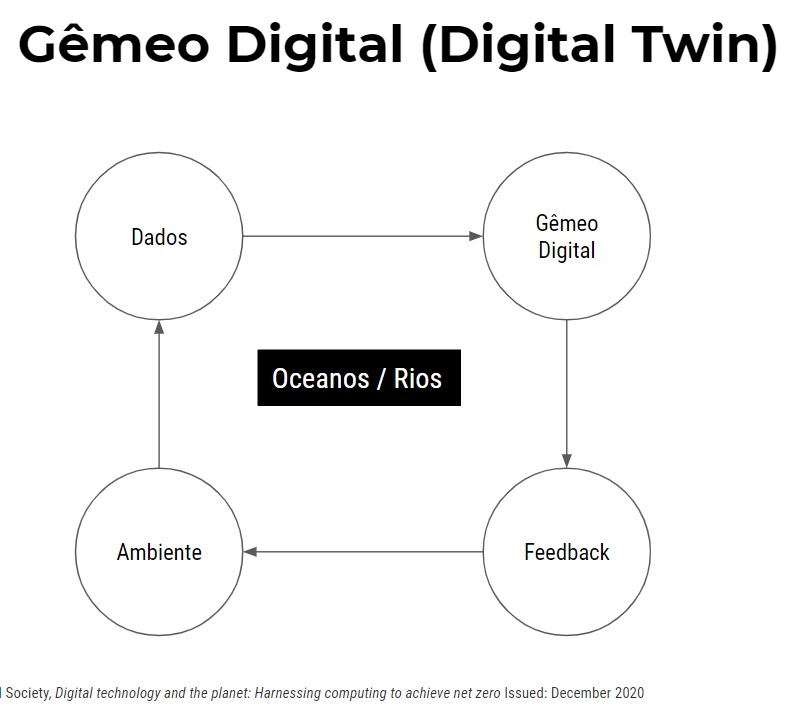 Gêmeo Digital (Digital Twin)
Dados
Gêmeo
Digital
Oceanos / Rios
Ambiente
Feedback
Society, Digital technology and the planet: Harnessing computing to achieve net zero Issued: December 2020